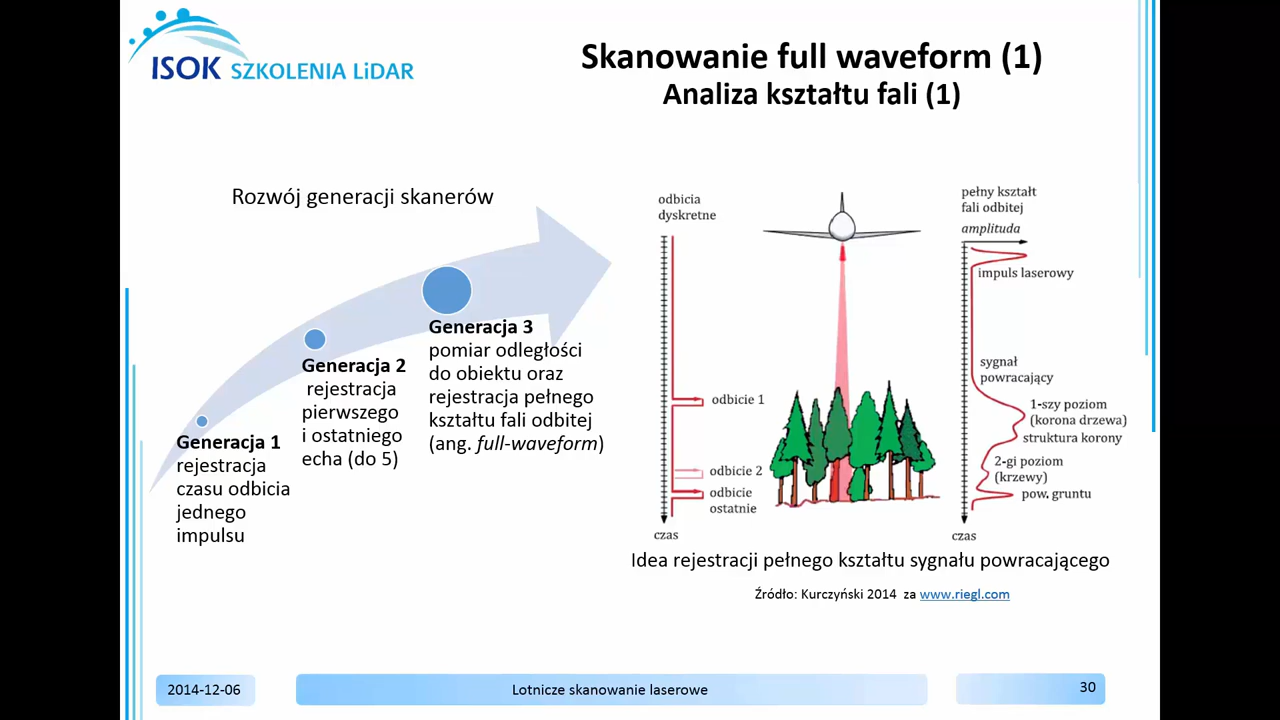 ISOK SZKOLENIA LiDAR
Skanowanie full waveform (1)
Analiza kształtu fali (1)
Rozwój generacji skanerów
Generacja 1
rejestracja
czasu odbicia
jednego
impulsu
Generacja 2
rejestracja
pierwszego
i ostatniego
echa (do 5)
Generacja 3
pomiar odległości
do obiektu oraz
rejestracja pełnego
kształtu fali odbitej
(ang. full-waveform)
odbicia
dyskretne
odbicie 1
odbicie 2
odbicie
ostatnie
czas
pełny kształt
fali odbitej
amplituda
impuls laserowy
sygnał
powracający
1-szy poziom
(korona drzewa)
struktura korony
2-gi poziom
(krzewy)
pow. gruntu
czas
Idea rejestracji pełnego kształtu sygnału powracającego
Źródło: Kurczyński 2014 za www.riegl.com
2014-12-06
Lotnicze skanowanie laserowe
30